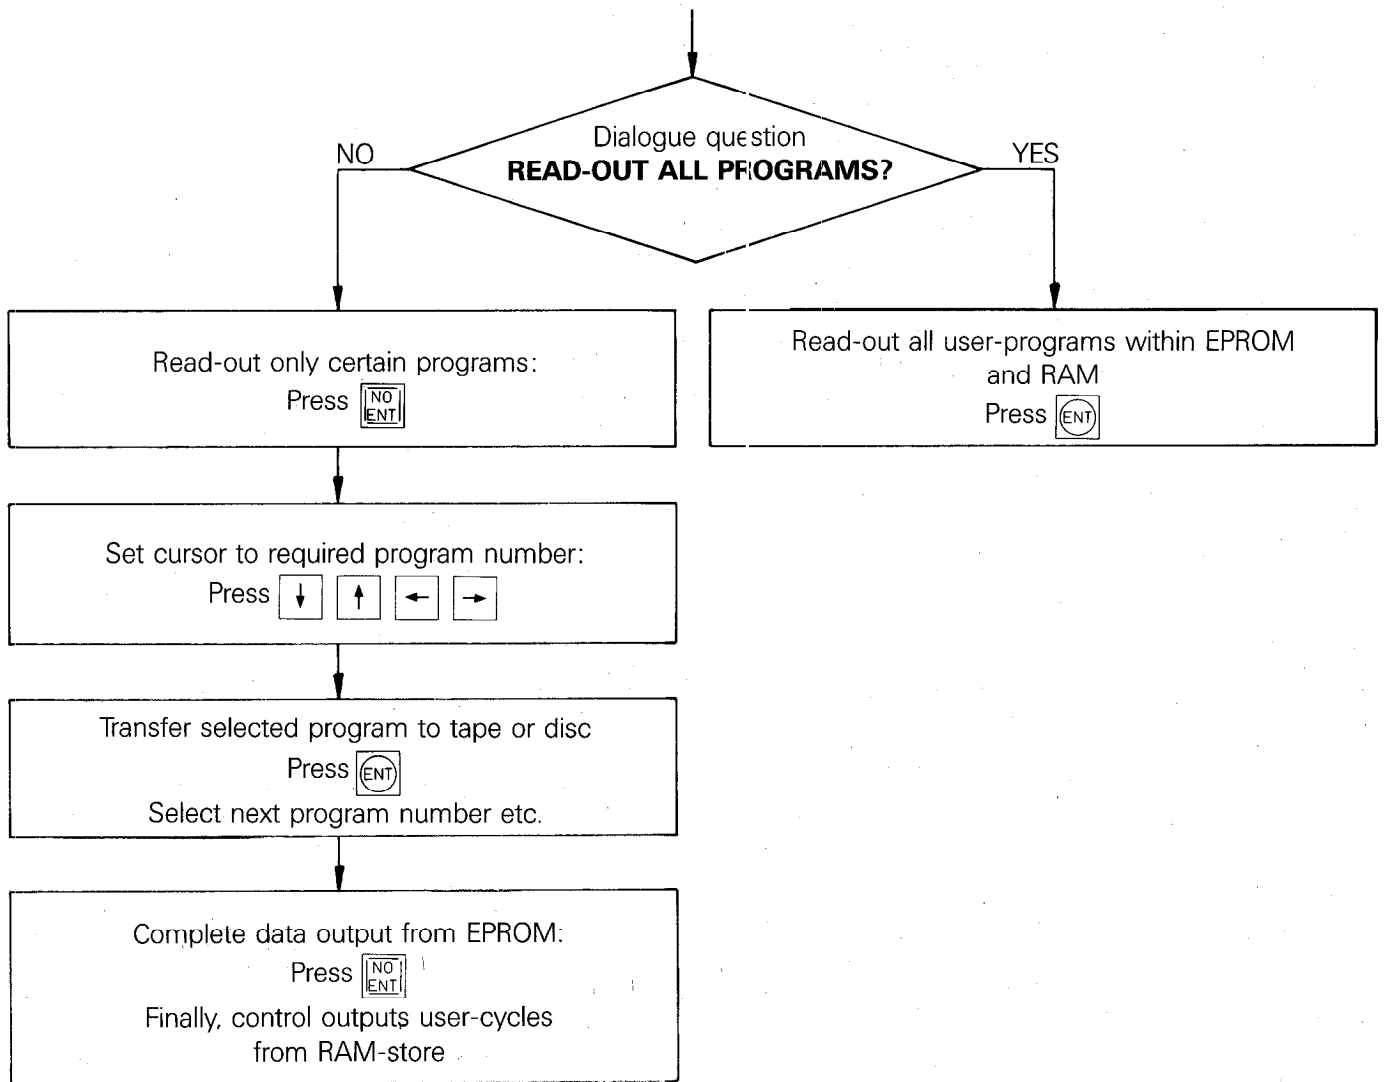 Dialogue question
READ-OUT ALL PROGRAMS?
NO
YES
Read-out only certain programs:
Press NO ENT
Read-out all user-programs within EPROM
and RAM
Press ENT
Set cursor to required program number:
Press ↓ ↑ ← →
Transfer selected program to tape or disc
Press ENT
Select next program number etc.
Complete data output from EPROM:
Press NO ENT
Finally, control outputs user-cycles
from RAM-store